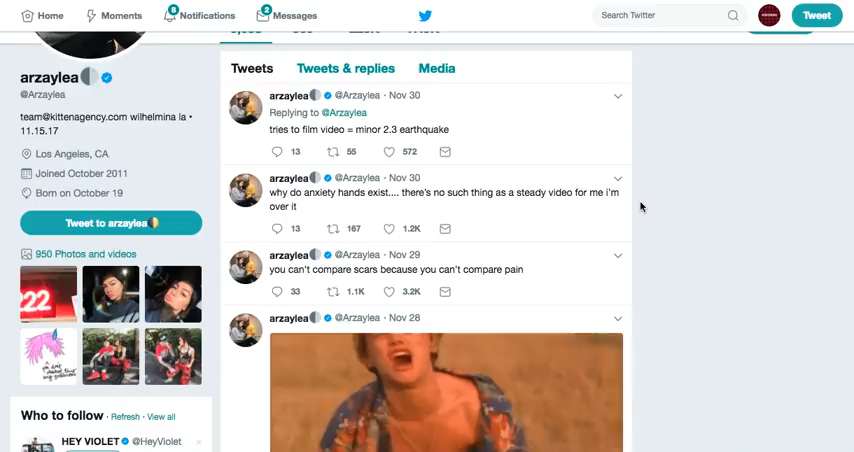 Home Moments 8 Notifications 2 Messages Search Twitter Tweet
arzaylea
@Arzaylea
team@kittenagency.com wilhelmina la •
11.15.17
Los Angeles, CA
Joined October 2011
Born on October 19
Tweet to arzaylea
950 Photos and videos
22
Who to follow · Refresh · View all
HEY VIOLET @HeyViolet ×
Tweets Tweets & replies Media
arzaylea @Arzaylea · Nov 30
Replying to @Arzaylea
tries to film video = minor 2.3 earthquake
13 55 572
arzaylea @Arzaylea · Nov 30
why do anxiety hands exist.... there's no such thing as a steady video for me i'm
over it
13 167 1.2K
arzaylea @Arzaylea · Nov 29
you can't compare scars because you can't compare pain
33 1.1K 3.2K
arzaylea @Arzaylea · Nov 28